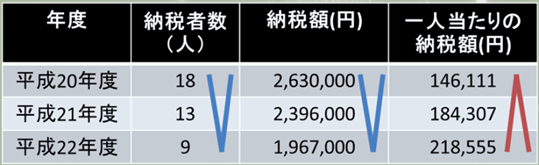 年度 納税者数(人) 納税額(円) 一人当たりの納税額(円)
平成20年度 18 2,630,000 146,111
平成21年度 13 2,396,000 184,307
平成22年度 9 1,967,000 218,555